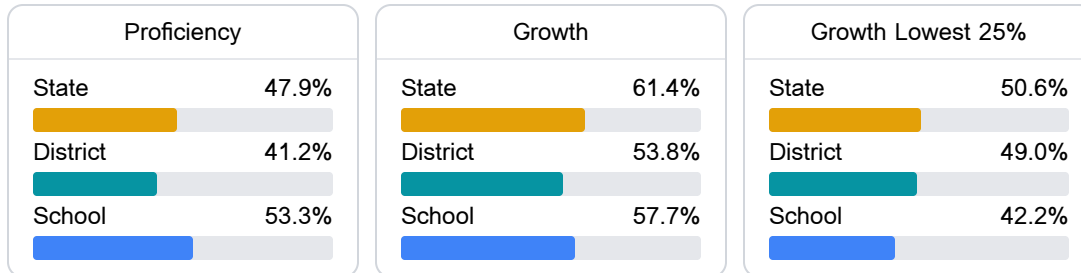 Proficiency
State 47.9%
District 41.2%
School 53.3%
Growth
State 61.4%
District 53.8%
School 57.7%
Growth Lowest 25%
State 50.6%
District 49.0%
School 42.2%